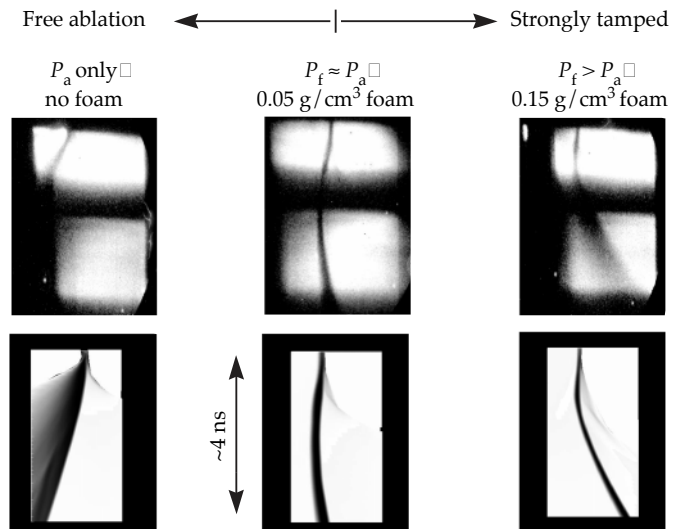 Free ablation
Strongly tamped
P_a only□
no foam
P_f ≈ P_a□
0.05 g/cm³ foam
P_f > P_a□
0.15 g/cm³ foam
~4 ns